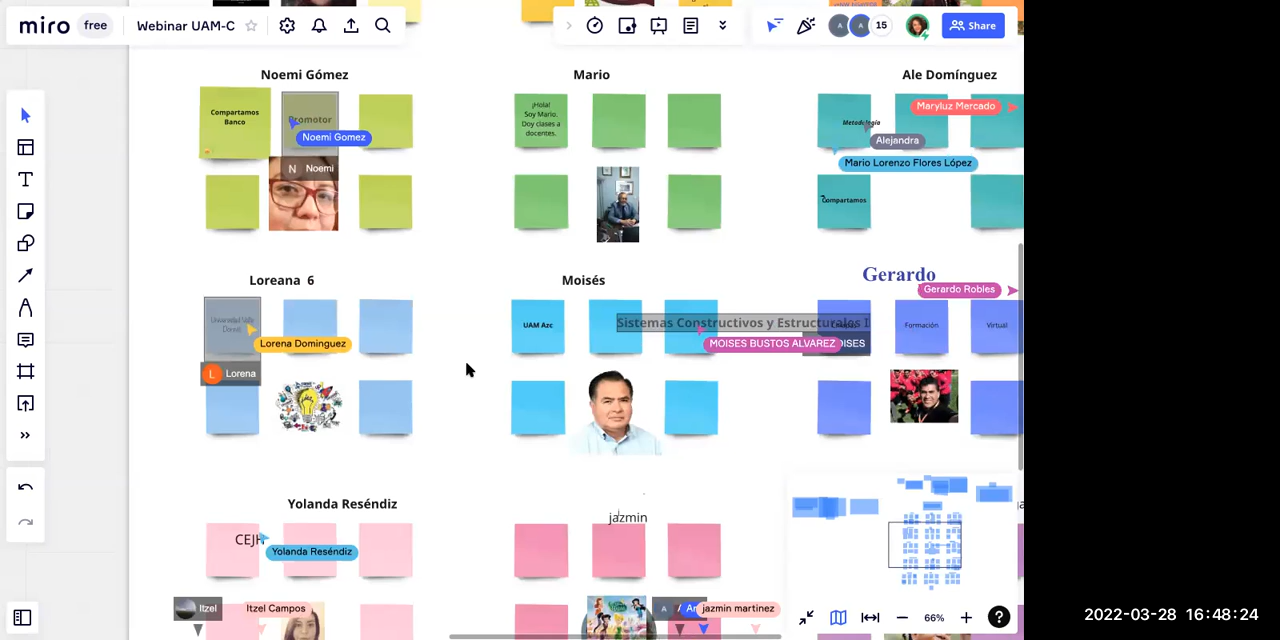 miro free Webinar UAM-C 15 Share
Noemi Gómez Mario Ale Domínguez
Compartamos
Banco
Promotor
Noemi Gomez
N Noemi
¡Hola!
Soy Mario.
Doy clases a
docentes.
Maryluz Mercado
Metodología
Alejandra
Mario Lorenzo Flores López
Compartamos
Loreana 6 Moisés Gerardo
Gerardo Robles
Universidad Valle
Lorena Dominguez
L Lorena
UAM Azc
Sistemas Constructivos y Estructurales I
MOISES BUSTOS ALVAREZ
OISES
Formación
Virtual
Yolanda Reséndiz
jazmin
CEJH
Yolanda Reséndiz
Itzel
Itzel Campos
A
jazmin martinez
66%
2022-03-28 16:48:24